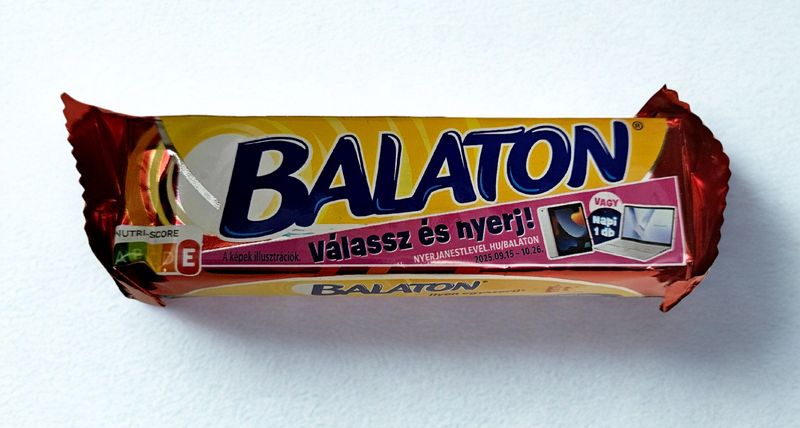 BALATON®
VAGY
Napi
1 db
Válassz és nyerj!
NYERJANESTLEVEL.HU/BALATON
2025.09.15 - 10.26.
A képek illusztrációk.
NUTRI-SCORE
A B D E
BALATON®